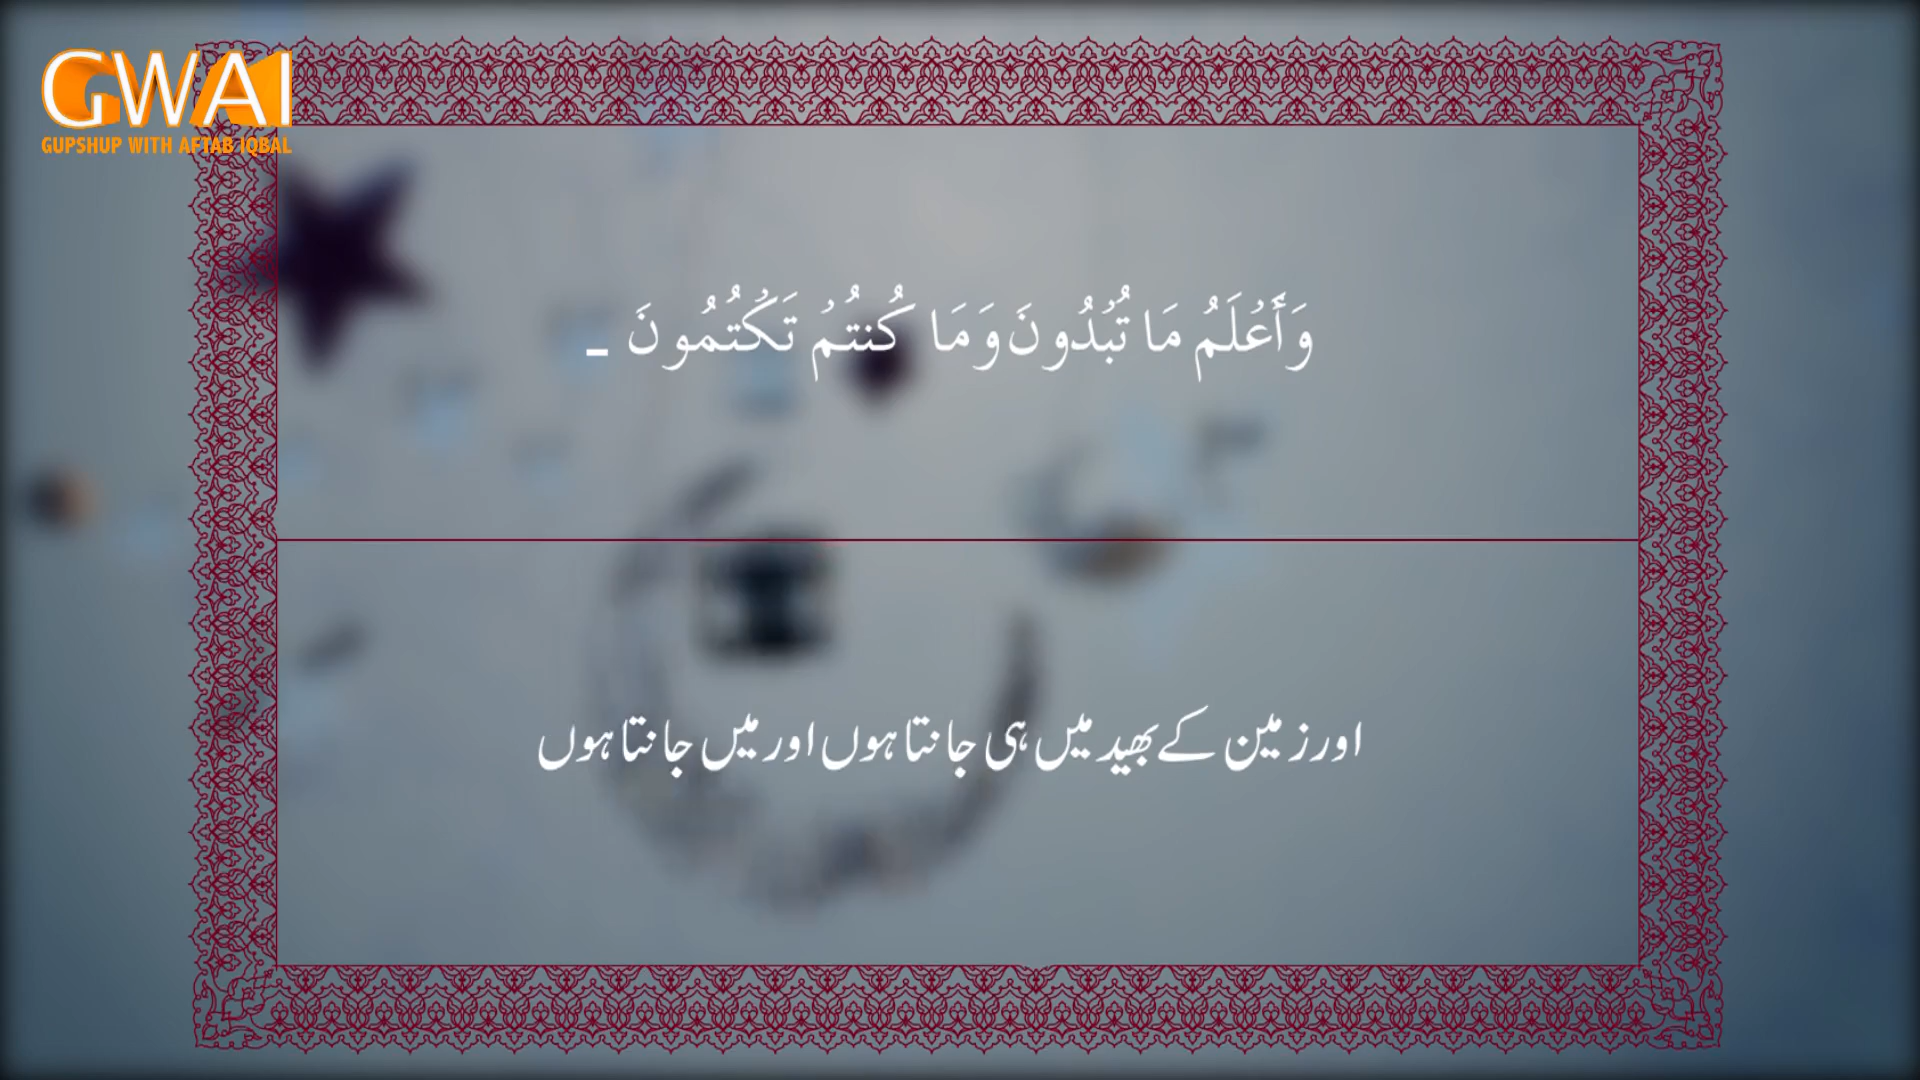 GWAI
GUPSHUP WITH AFTAB IQBAL
وَأَعْلَمُ مَا تُبْدُونَ وَمَا كُنتُمْ تَكْتُمُونَ ـ
اور زمین کے بھید میں ہی جانتا ہوں اور میں جانتا ہوں